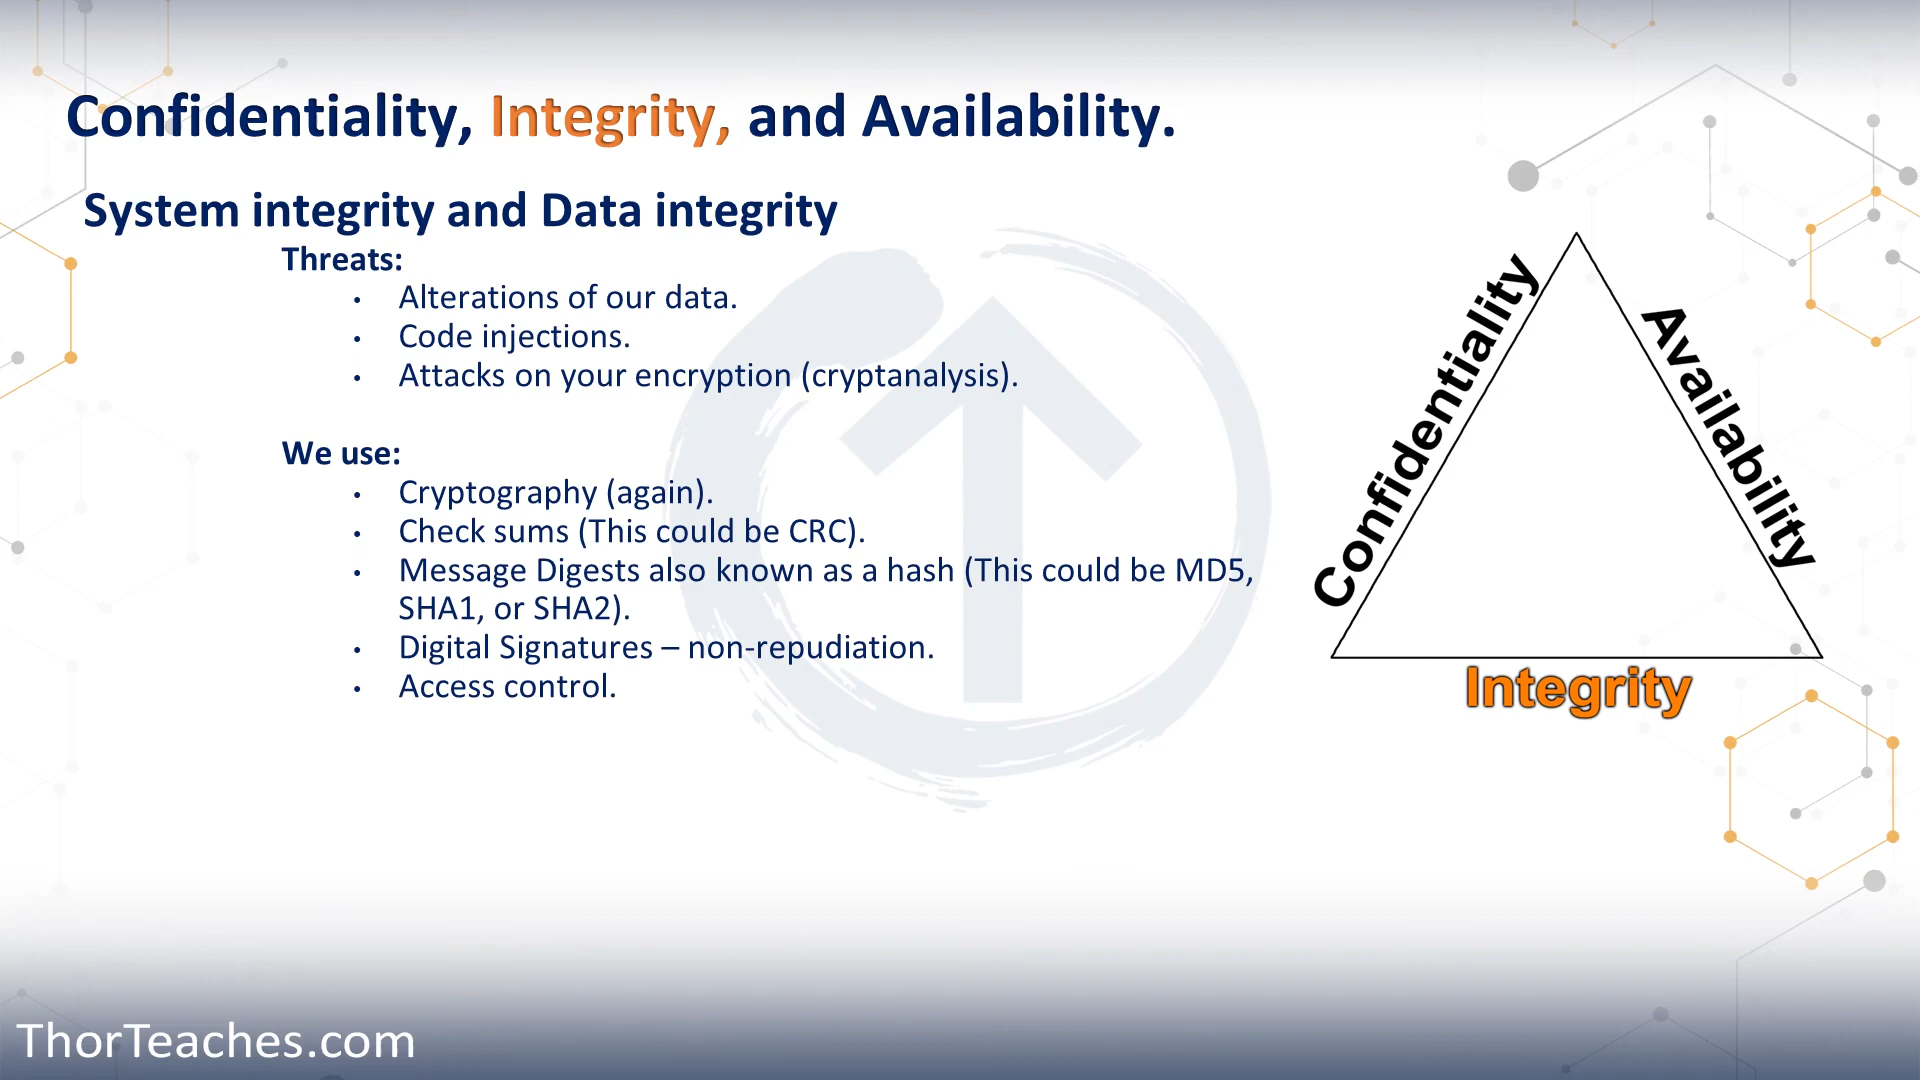 Confidentiality, Integrity, and Availability.
System integrity and Data integrity
Threats:
• Alterations of our data.
• Code injections.
• Attacks on your encryption (cryptanalysis).
We use:
• Cryptography (again).
• Check sums (This could be CRC).
• Message Digests also known as a hash (This could be MD5,
SHA1, or SHA2).
• Digital Signatures – non-repudiation.
• Access control.
Confidentiality
Availability
Integrity
ThorTeaches.com